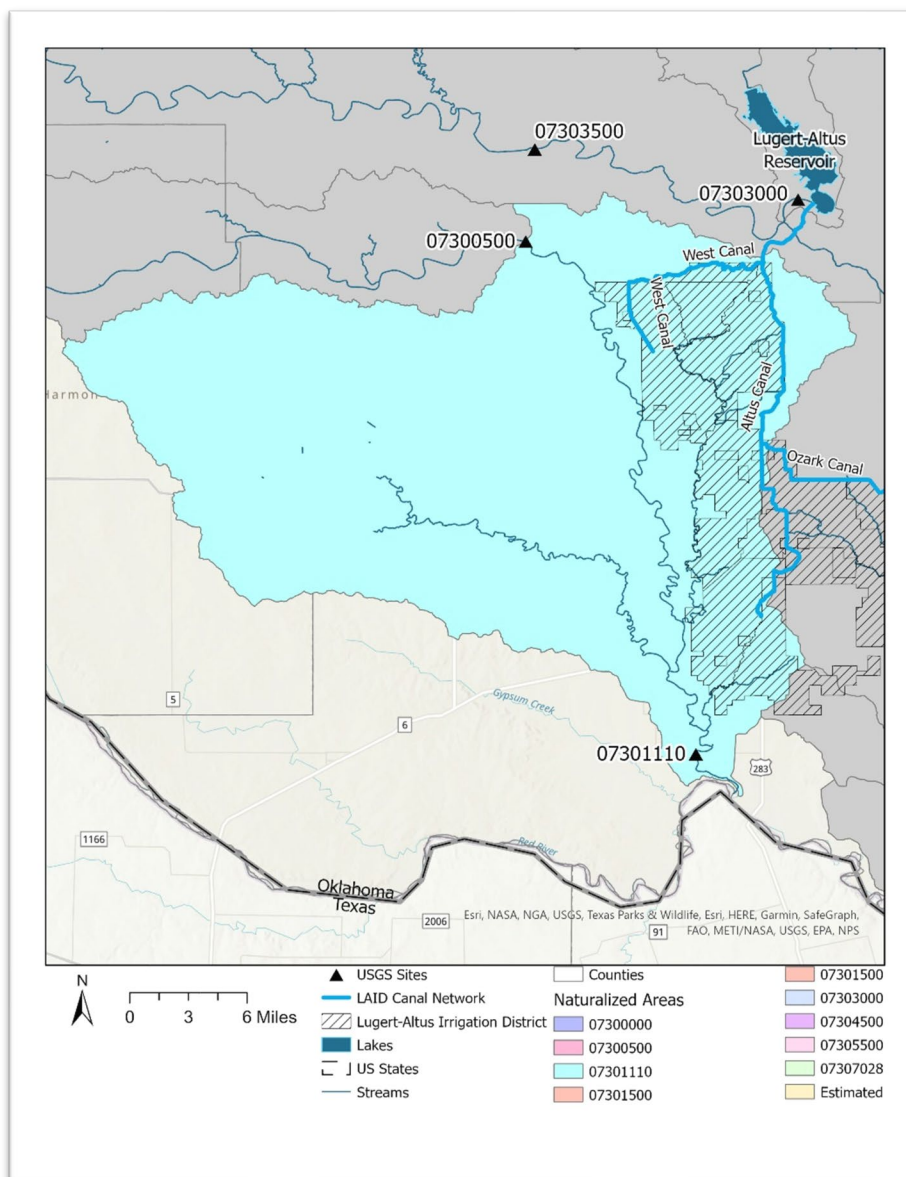 07303500
Lugert-Altus
Reservoir
07303000
07300500
West Canal
West Canal
Altus Canal
Harmon
Ozark Canal
Gypsum Creek
5
6
07301110
283
1166
Red River
Oklahoma
Texas
2006
Esri, NASA, NGA, USGS, Texas Parks & Wildlife, Esri, HERE, Garmin, SafeGraph,
91
FAO, METI/NASA, USGS, EPA, NPS
N
0 3 6 Miles
USGS Sites
LAID Canal Network
Lugert-Altus Irrigation District
Lakes
US States
Streams
Counties
Naturalized Areas
07300000
07300500
07301110
07301500
07301500
07303000
07304500
07305500
07307028
Estimated